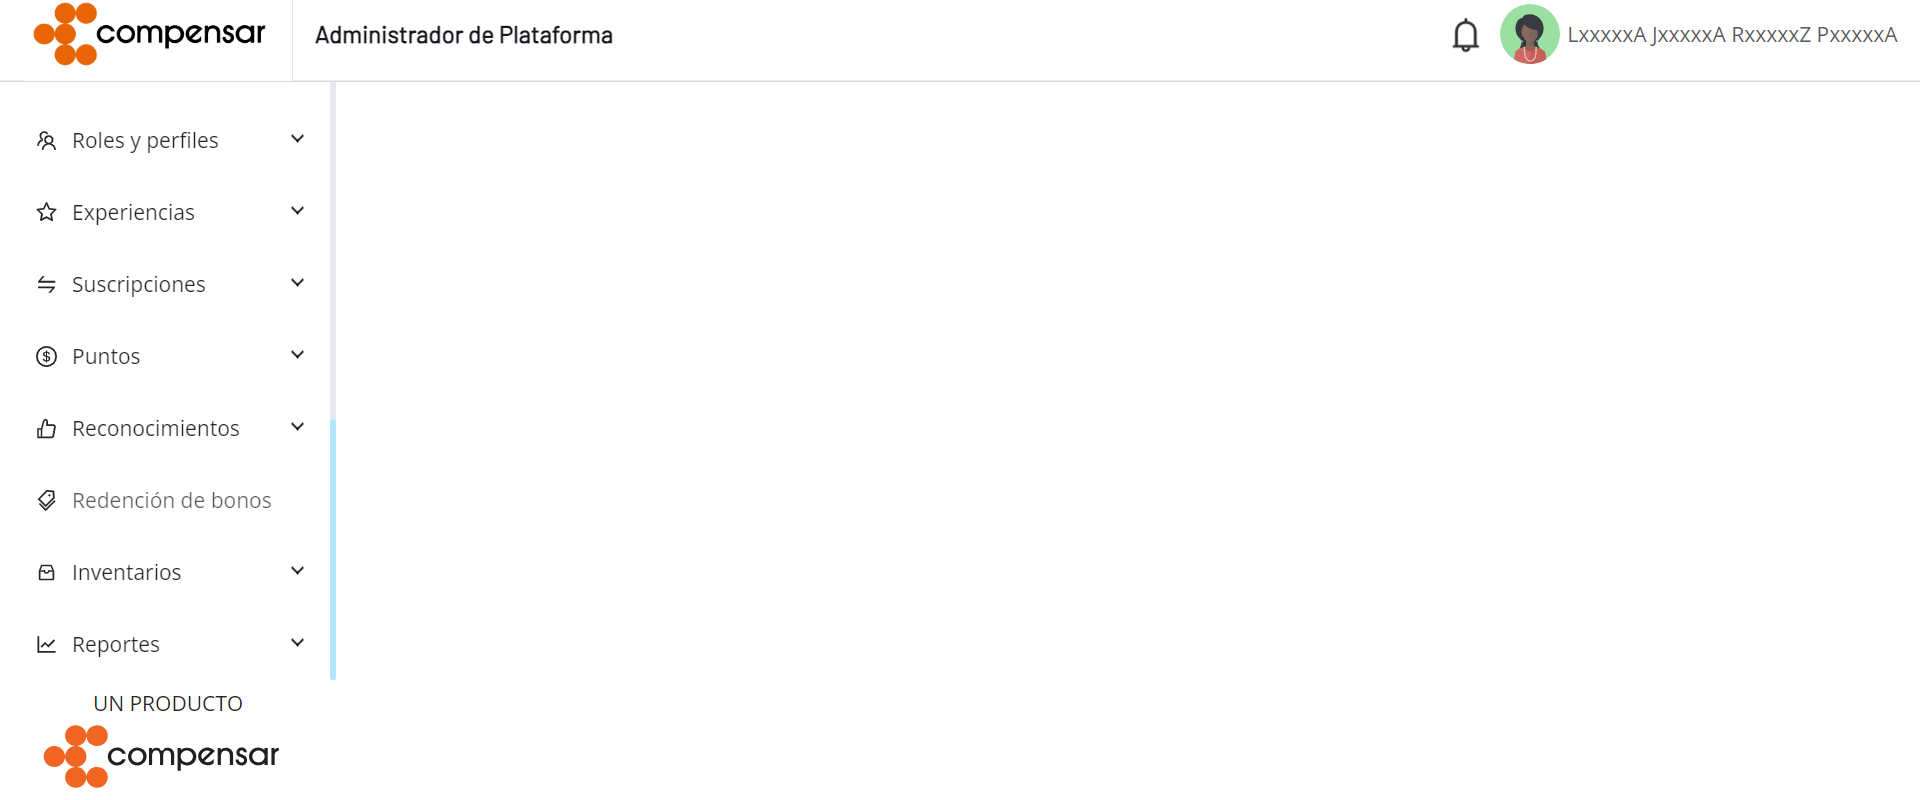 compensar
Administrador de Plataforma
LxxxxxA JxxxxxA RxxxxxZ PxxxxxA
Roles y perfiles
Experiencias
Suscripciones
Puntos
Reconocimientos
Redención de bonos
Inventarios
Reportes
UN PRODUCTO
compensar